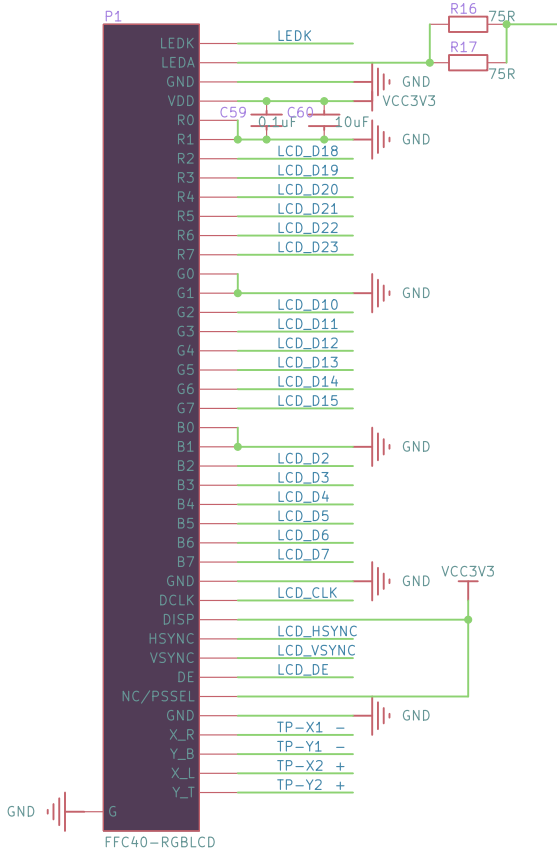 P1
R16
75R
LEDK LEDK
LEDA R17 75R
GND GND
VDD VCC3V3
R0 C59 0.1uF C60 10uF
R1 GND
R2 LCD_D18
R3 LCD_D19
R4 LCD_D20
R5 LCD_D21
R6 LCD_D22
R7 LCD_D23
G0
G1 GND
G2 LCD_D10
G3 LCD_D11
G4 LCD_D12
G5 LCD_D13
G6 LCD_D14
G7 LCD_D15
B0
B1 GND
B2 LCD_D2
B3 LCD_D3
B4 LCD_D4
B5 LCD_D5
B6 LCD_D6
B7 LCD_D7
GND GND VCC3V3
DCLK LCD_CLK
DISP
HSYNC LCD_HSYNC
VSYNC LCD_VSYNC
DE LCD_DE
NC/PSSEL
GND GND
X_R TP-X1 -
Y_B TP-Y1 -
X_L TP-X2 +
Y_T TP-Y2 +
GND G
FFC40-RGBLCD